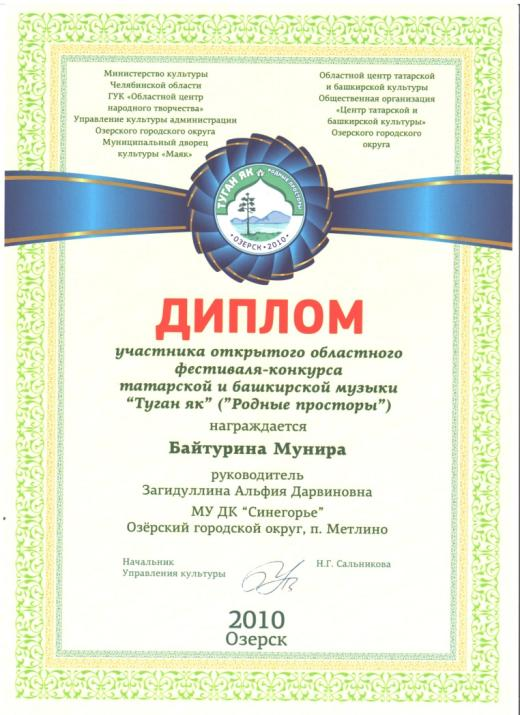 Министерство культуры
Челябинской области
ГУК «Областной центр
народного творчества»
Управление культуры администрации
Озерского городского округа
Муниципальный дворец
культуры «Маяк»
Областной центр татарской
и башкирской культуры
Общественная организация
«Центр татарской и
башкирской культуры»
Озерского городского
округа
ТУГАН ЯК РОДНЫЕ ПРОСТОРЫ
• ОЗЕРСК • 2010 •
ДИПЛОМ
участника открытого областного
фестиваля-конкурса
татарской и башкирской музыки
“Туган як” (”Родные просторы”)
награждается
Байтурина Мунира
руководитель
Загидуллина Альфия Дарвиновна
МУ ДК “Синегорье”
Озёрский городской округ, п. Метлино
Начальник
Управления культуры
Н.Г. Сальникова
2010
Озерск